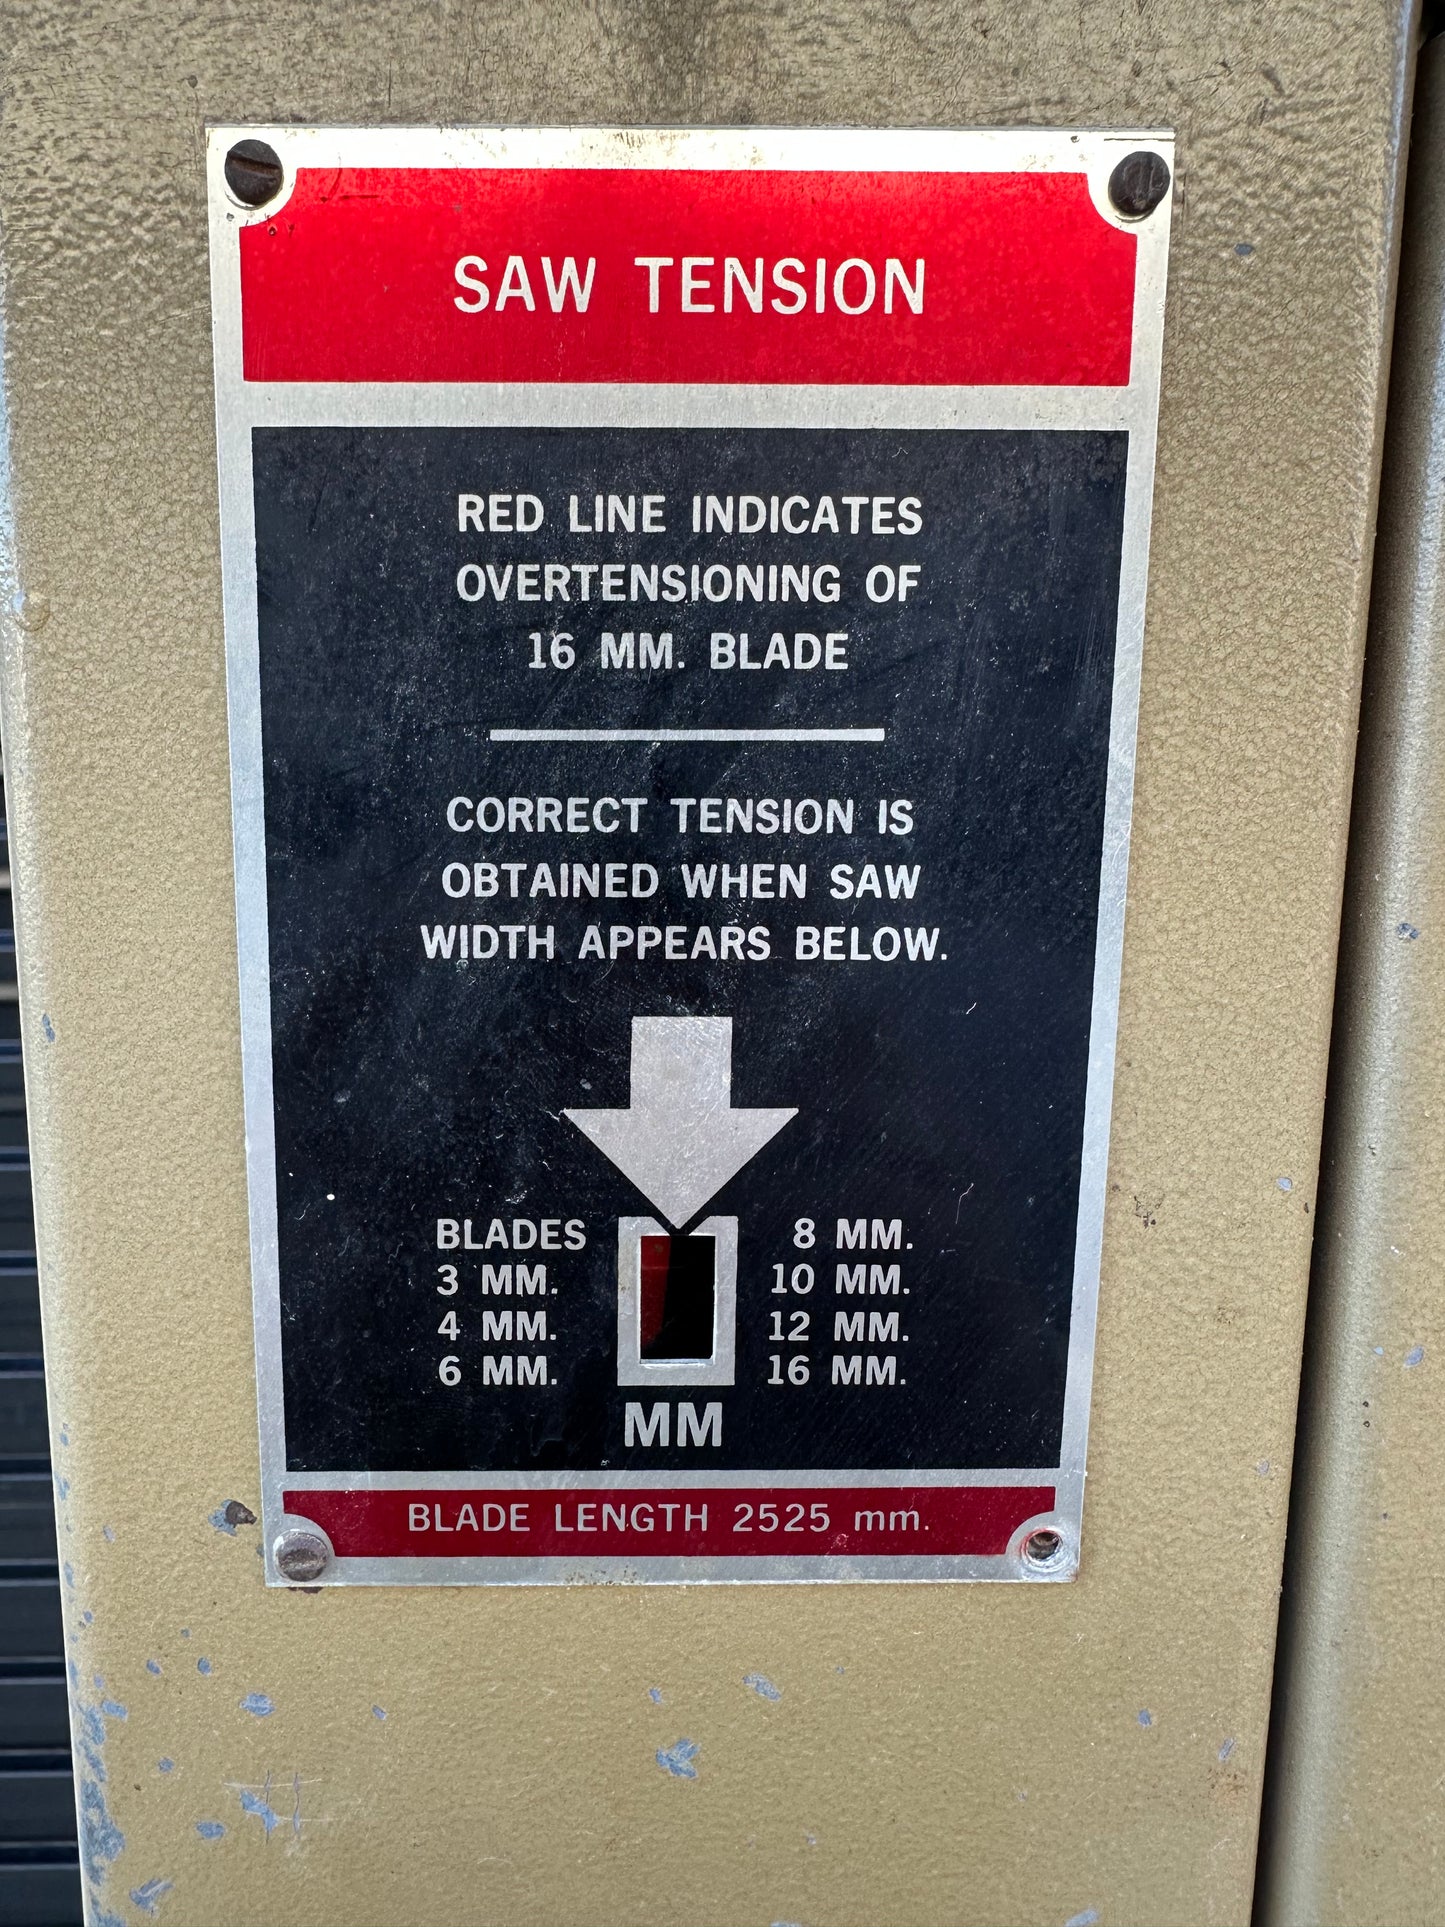 SAW TENSION
RED LINE INDICATES
OVERTENSIONING OF
16 MM. BLADE
CORRECT TENSION IS
OBTAINED WHEN SAW
WIDTH APPEARS BELOW.
BLADES
3 MM.
4 MM.
6 MM.
8 MM.
10 MM.
12 MM.
16 MM.
MM
BLADE LENGTH 2525 mm.